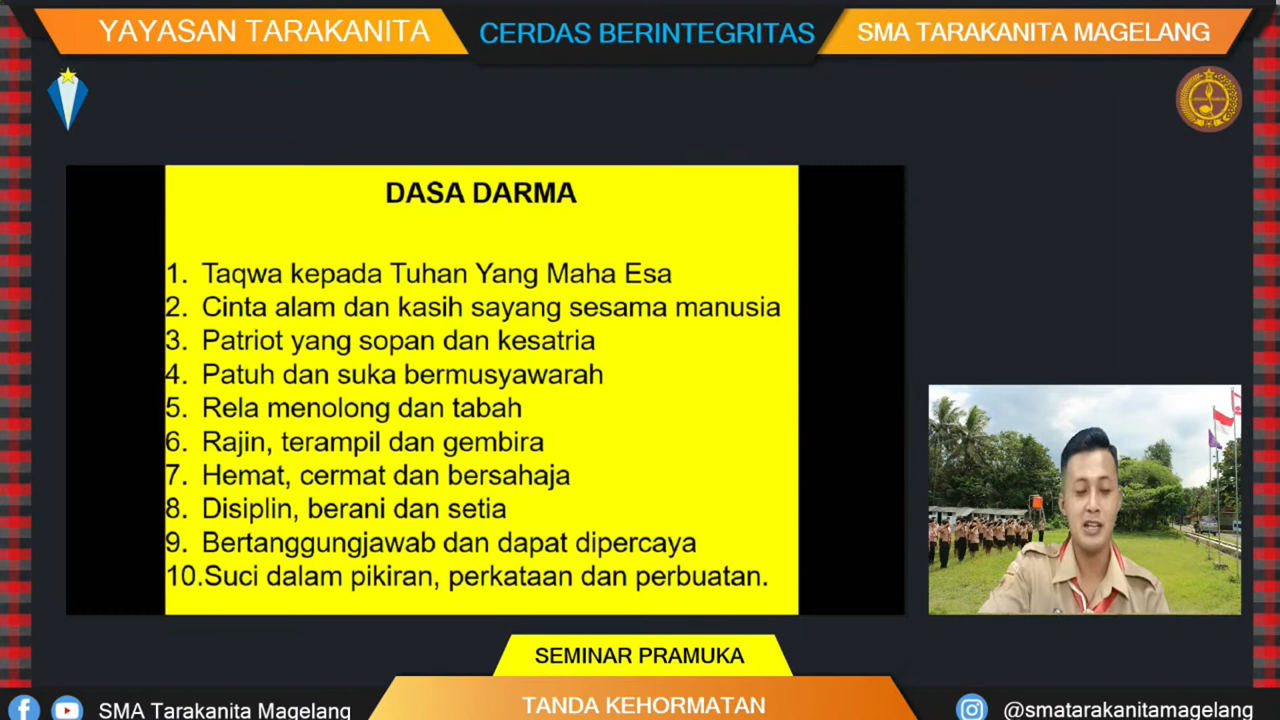 YAYASAN TARAKANITA
CERDAS BERINTEGRITAS
SMA TARAKANITA MAGELANG
DASA DARMA
1. Taqwa kepada Tuhan Yang Maha Esa
2. Cinta alam dan kasih sayang sesama manusia
3. Patriot yang sopan dan kesatria
4. Patuh dan suka bermusyawarah
5. Rela menolong dan tabah
6. Rajin, terampil dan gembira
7. Hemat, cermat dan bersahaja
8. Disiplin, berani dan setia
9. Bertanggungjawab dan dapat dipercaya
10.Suci dalam pikiran, perkataan dan perbuatan.
SEMINAR PRAMUKA
TANDA KEHORMATAN
SMA Tarakanita Magelang
@smatarakanitamagelang